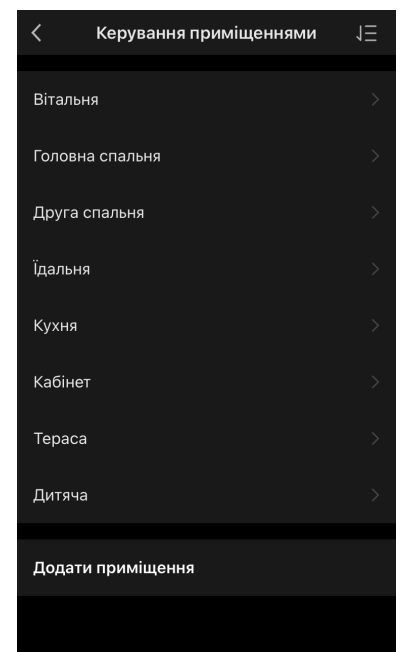 Керування приміщеннями
Вітальня
Головна спальня
Друга спальня
Їдальня
Кухня
Кабінет
Тераса
Дитяча
Додати приміщення